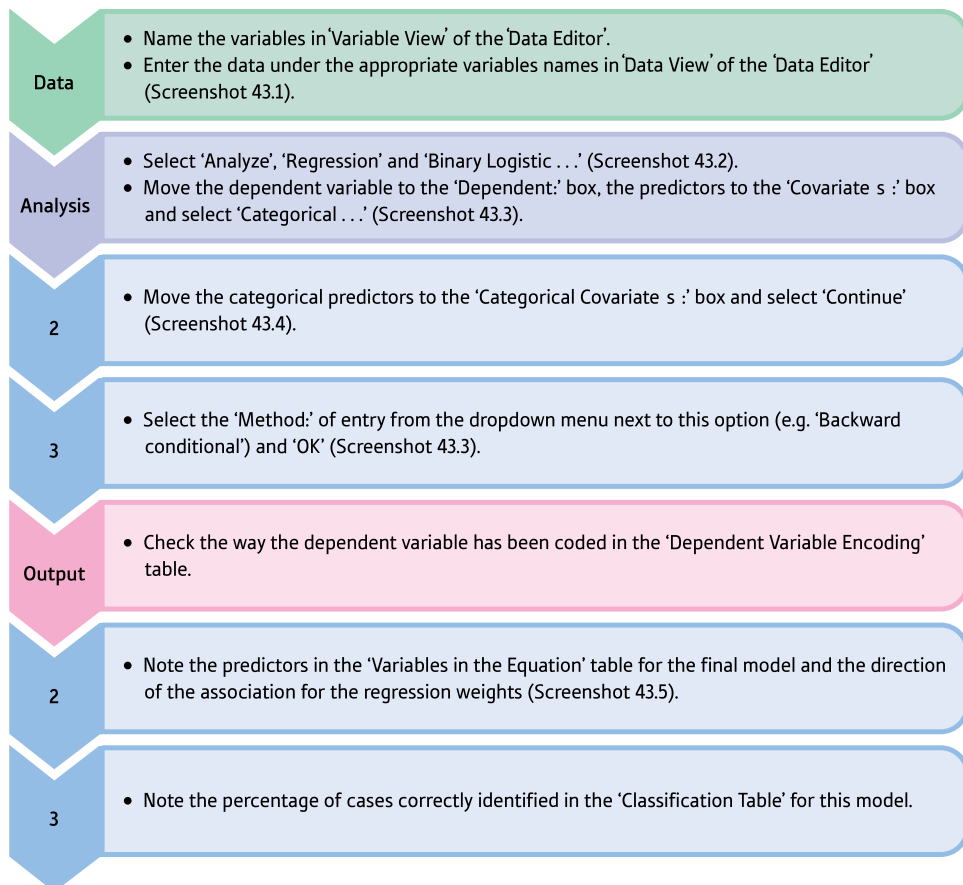 Data
• Name the variables in ‘Variable View’ of the ‘Data Editor’.
• Enter the data under the appropriate variables names in ‘Data View’ of the ‘Data Editor’
(Screenshot 43.1).
Analysis
• Select ‘Analyze’, ‘Regression’ and ‘Binary Logistic . . .’ (Screenshot 43.2).
• Move the dependent variable to the ‘Dependent:’ box, the predictors to the ‘Covariate s :’ box
and select ‘Categorical . . .’ (Screenshot 43.3).
2
• Move the categorical predictors to the ‘Categorical Covariate s :’ box and select ‘Continue’
(Screenshot 43.4).
3
• Select the ‘Method:’ of entry from the dropdown menu next to this option (e.g. ‘Backward
conditional’) and ‘OK’ (Screenshot 43.3).
Output
• Check the way the dependent variable has been coded in the ‘Dependent Variable Encoding’
table.
2
• Note the predictors in the ‘Variables in the Equation’ table for the final model and the direction
of the association for the regression weights (Screenshot 43.5).
3
• Note the percentage of cases correctly identified in the ‘Classification Table’ for this model.